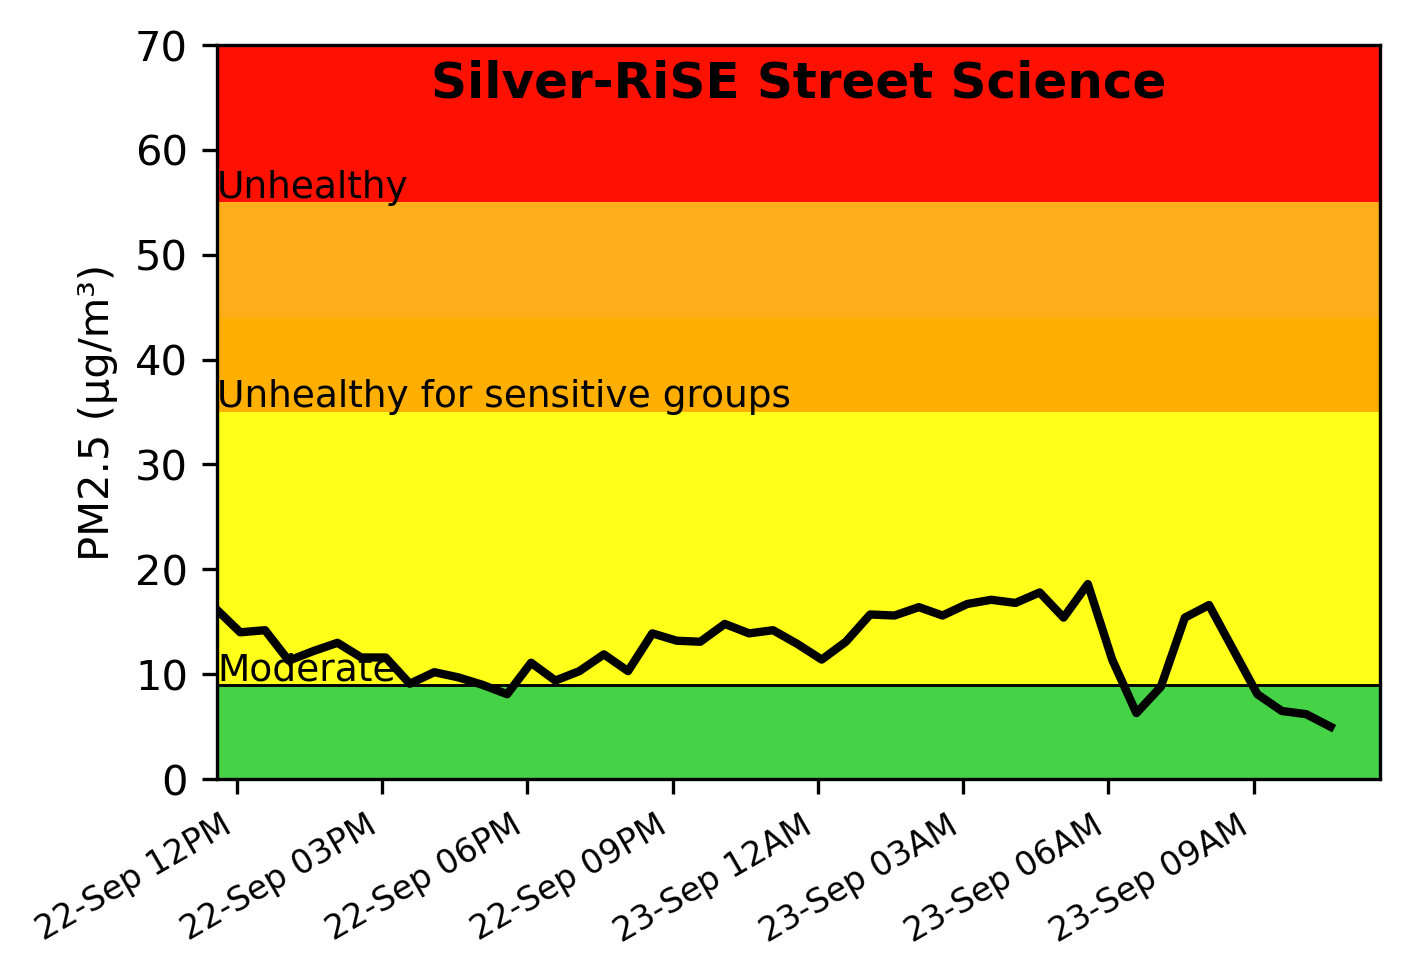 Silver-RiSE Street Science
70
60
Unhealthy
50
40
Unhealthy for sensitive groups
30
20
10
Moderate
0
PM2.5 (µg/m³)
22-Sep 12PM
22-Sep 03PM
22-Sep 06PM
22-Sep 09PM
23-Sep 12AM
23-Sep 03AM
23-Sep 06AM
23-Sep 09AM